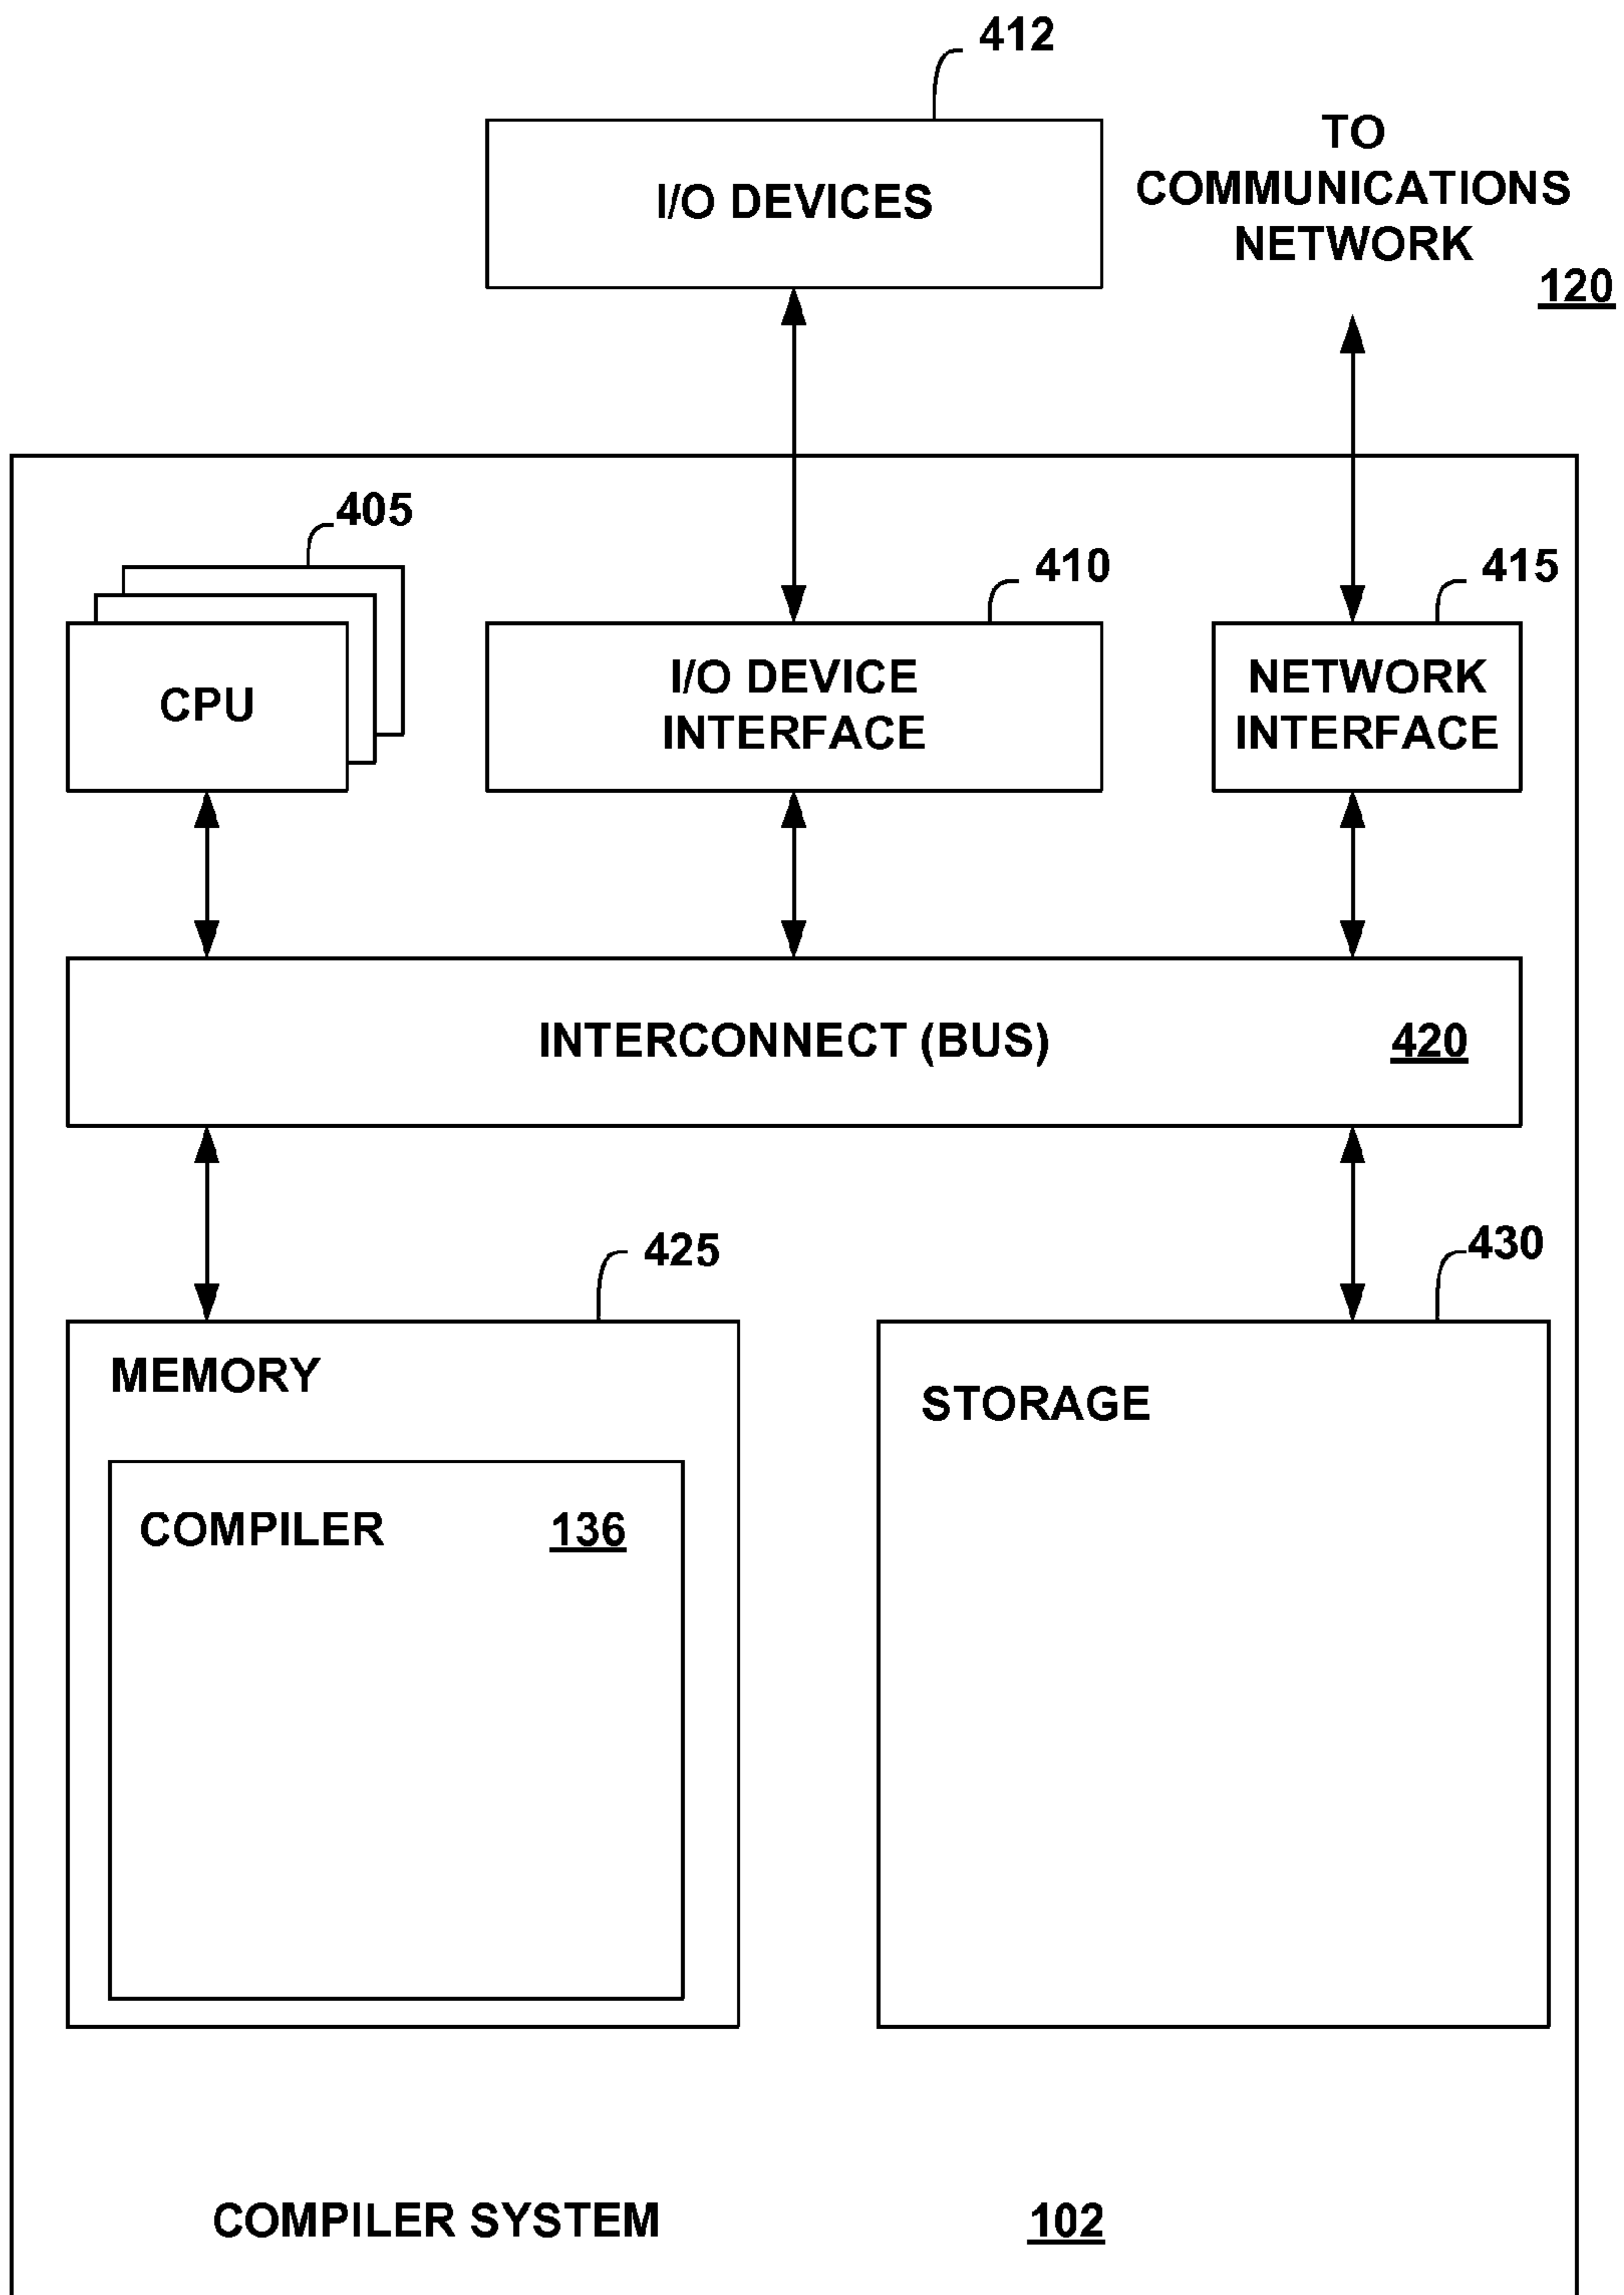 412
I/O DEVICES
TO
COMMUNICATIONS
NETWORK
120
405
410
415
CPU
I/O DEVICE
INTERFACE
NETWORK
INTERFACE
INTERCONNECT (BUS)
420
425
430
MEMORY
STORAGE
COMPILER
136
COMPILER SYSTEM
102